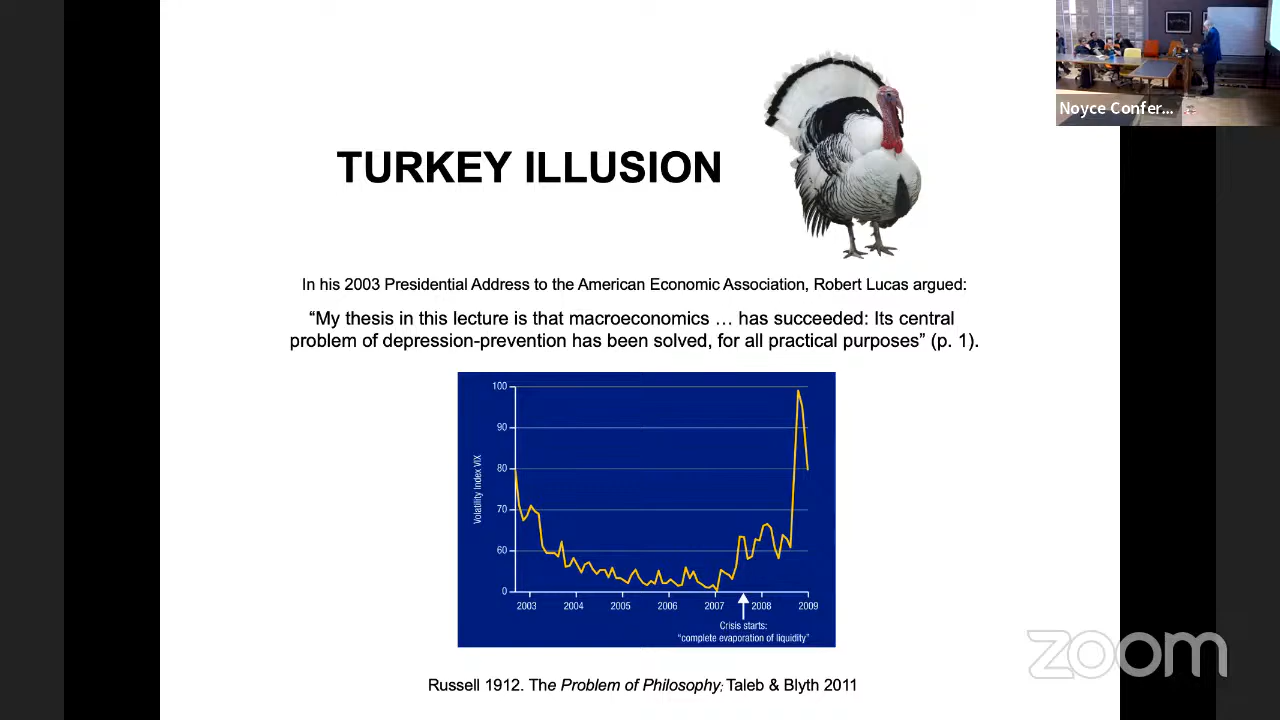 Noyce Confer...
TURKEY ILLUSION
In his 2003 Presidential Address to the American Economic Association, Robert Lucas argued:
“My thesis in this lecture is that macroeconomics … has succeeded: Its central
problem of depression-prevention has been solved, for all practical purposes” (p. 1).
100
90
80
70
60
0
Volatility Index VIX
2003 2004 2005 2006 2007 2008 2009
Crisis starts:
“complete evaporation of liquidity”
Russell 1912. The Problem of Philosophy; Taleb & Blyth 2011
zoom